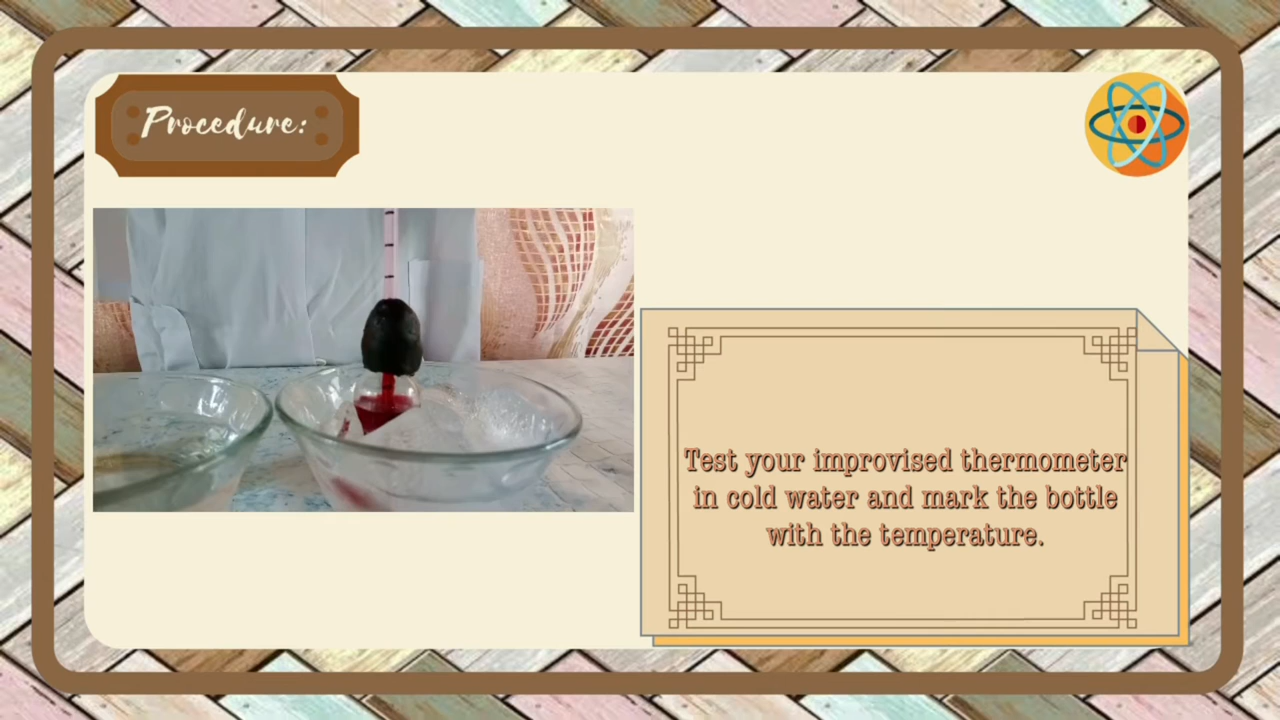 Procedure:
Test your improvised thermometer
in cold water and mark the bottle
with the temperature.